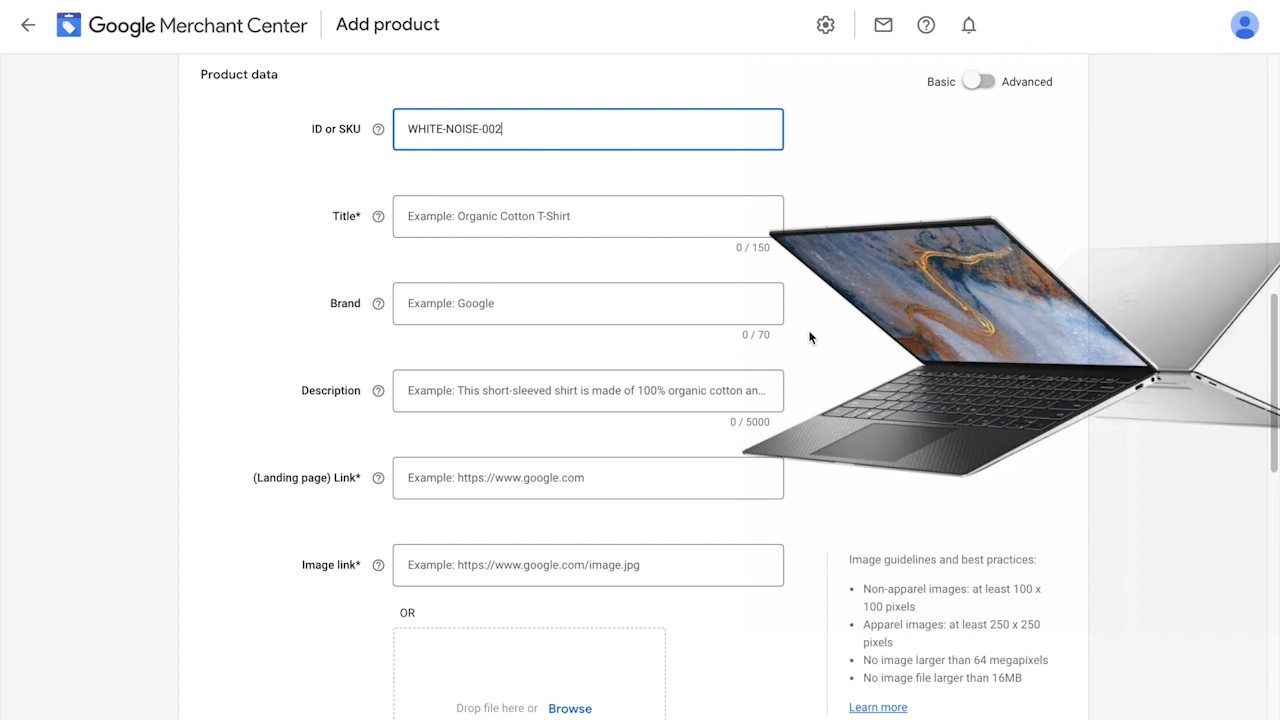 Google Merchant Center
Add product
Product data
Basic
Advanced
ID or SKU
WHITE-NOISE-002
Title*
Example: Organic Cotton T-Shirt
0 / 150
Brand
Example: Google
0 / 70
Description
Example: This short-sleeved shirt is made of 100% organic cotton an...
0 / 5000
(Landing page) Link*
Example: https://www.google.com
Image link*
Example: https://www.google.com/image.jpg
OR
Drop file here or Browse
Image guidelines and best practices:
• Non-apparel images: at least 100 x
100 pixels
• Apparel images: at least 250 x 250
pixels
• No image larger than 64 megapixels
• No image file larger than 16MB
Learn more